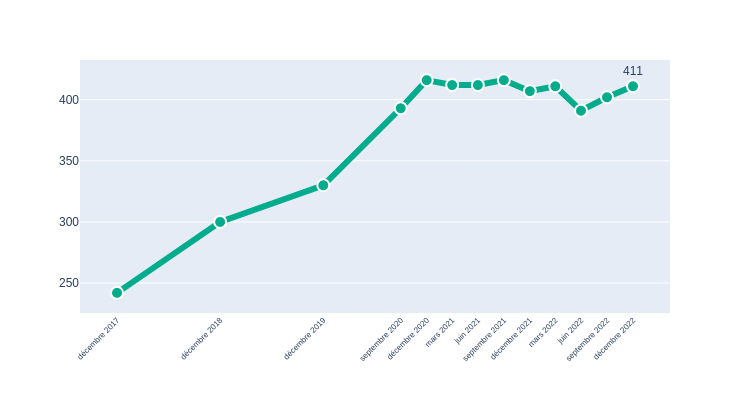 411
400
350
300
250
décembre 2017
décembre 2018
décembre 2019
septembre 2020
décembre 2020
mars 2021
juin 2021
septembre 2021
décembre 2021
mars 2022
juin 2022
septembre 2022
décembre 2022